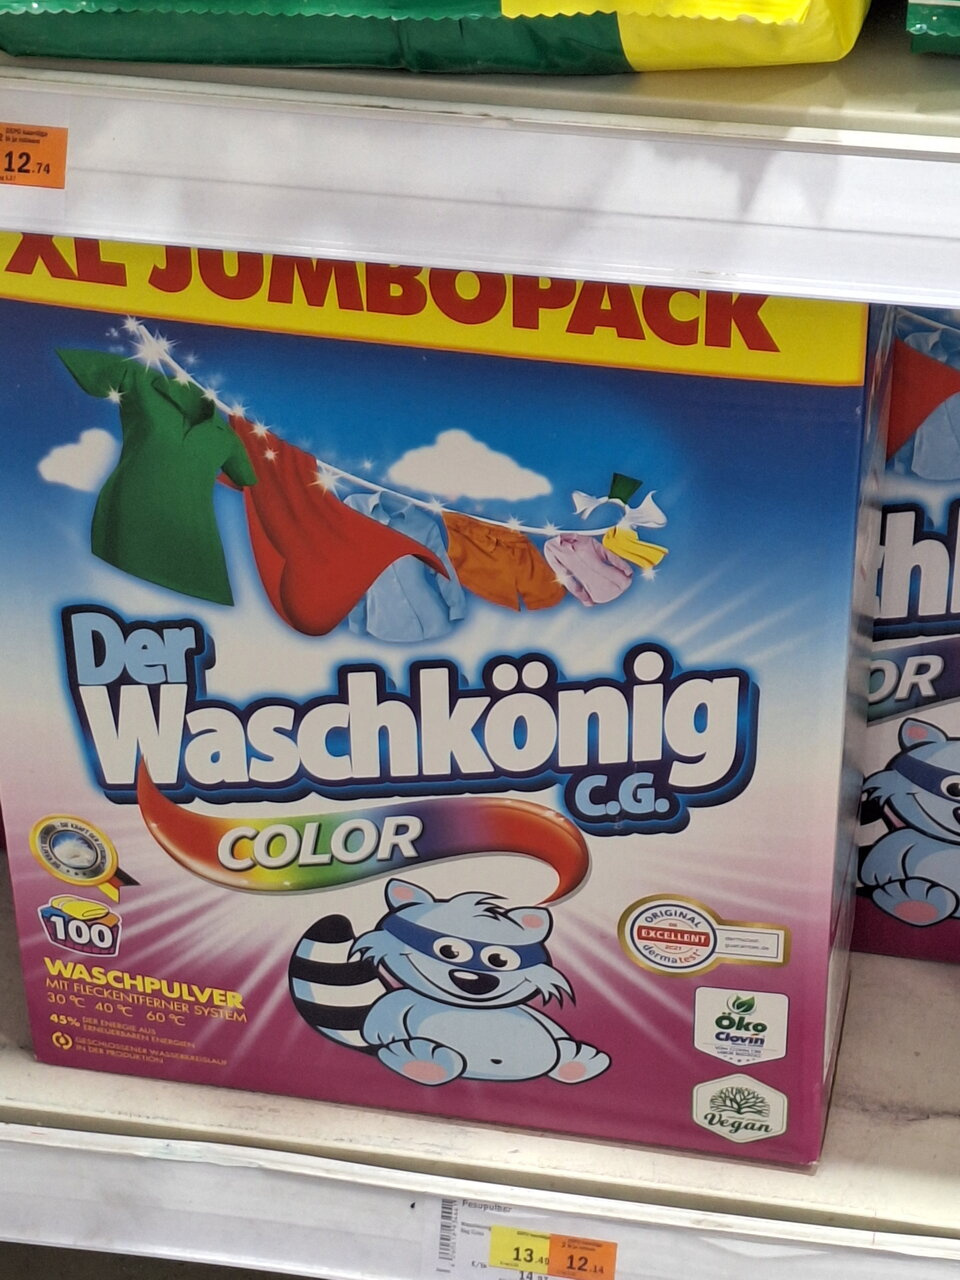 12.74
XL JUMBOPACK
Der
Waschkönig
C.G.
COLOR
100
WASCHPULVER
MIT FLECKENTFERNER SYSTEM
30 °C 40 °C 60 °C
45% DER ENERGIE AUS
ERNEUERBAREN ENERGIEN
GESCHLOSSENER WASSERKREISLAUF
IN DER PRODUKTION
ORIGINAL
EXCELLENT
2021
dermatest
Öko
Clovin
Vegan
ch
OR
Pesupulber
13.49
12.14